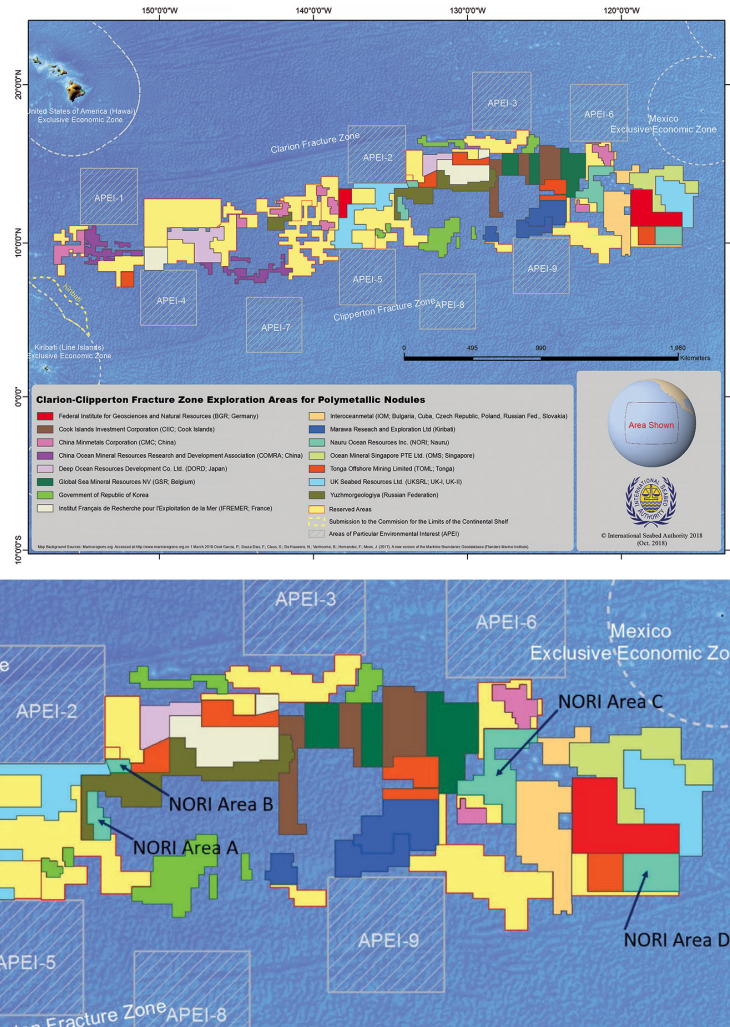 150°0'0"W 140°0'0"W 130°0'0"W 120°0'0"W
20°0'0"N
10°0'0"N
0°0'0"
10°0'0"S
United States of America (Hawaii)
Exclusive Economic Zone
Mexico
Exclusive Economic Zone
Clarion Fracture Zone
APEI-3
APEI-6
APEI-2
APEI-1
APEI-4
APEI-5
APEI-9
APEI-8
APEI-7
Clipperton Fracture Zone
Kiribati
Kiribati (Line Islands)
Exclusive Economic Zone
0 495 990 1,980
Kilometers
Clarion-Clipperton Fracture Zone Exploration Areas for Polymetallic Nodules
Federal Institute for Geosciences and Natural Resources (BGR; Germany)
Cook Islands Investment Corporation (CIIC; Cook Islands)
China Minmetals Corporation (CMC; China)
China Ocean Mineral Resources Research and Development Association (COMRA; China)
Deep Ocean Resources Development Co. Ltd. (DORD; Japan)
Global Sea Mineral Resources NV (GSR; Belgium)
Government of Republic of Korea
Institut Français de Recherche pour l'Exploitation de la Mer (IFREMER; France)
Interoceanmetal (IOM; Bulgaria, Cuba, Czech Republic, Poland, Russian Fed., Slovakia)
Marawa Reseach and Exploration Ltd (Kiribati)
Nauru Ocean Resources Inc. (NORI; Nauru)
Ocean Mineral Singapore PTE Ltd. (OMS; Singapore)
Tonga Offshore Mining Limited (TOML; Tonga)
UK Seabed Resources Ltd. (UKSRL; UK-I, UK-II)
Yuzhmorgeologiya (Russian Federation)
Reserved Areas
Submission to the Commision for the Limits of the Continental Shelf
Areas of Particular Environmental Interest (APEI)
Area Shown
INTERNATIONAL SEABED AUTHORITY
© International Seabed Authority 2018
(Oct. 2018)
APEI-3
APEI-6
Mexico
Exclusive Economic Zo
e
APEI-2
NORI Area C
NORI Area B
NORI Area A
NORI Area D
APEI-9
APEI-5
APEI-8
on Fracture Zone